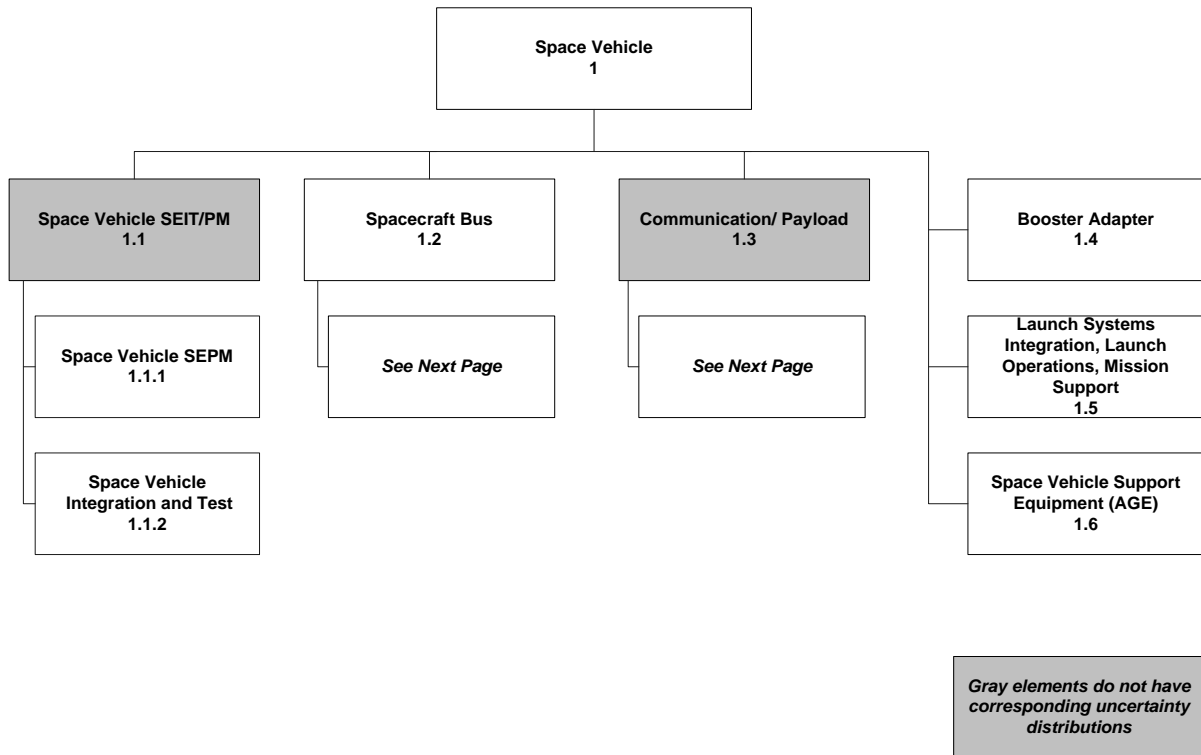 Space Vehicle
1
Space Vehicle SEIT/PM
1.1
Spacecraft Bus
1.2
Communication/ Payload
1.3
Booster Adapter
1.4
Space Vehicle SEPM
1.1.1
See Next Page
See Next Page
Launch Systems
Integration, Launch
Operations, Mission
Support
1.5
Space Vehicle
Integration and Test
1.1.2
Space Vehicle Support
Equipment (AGE)
1.6
Gray elements do not have
corresponding uncertainty
distributions